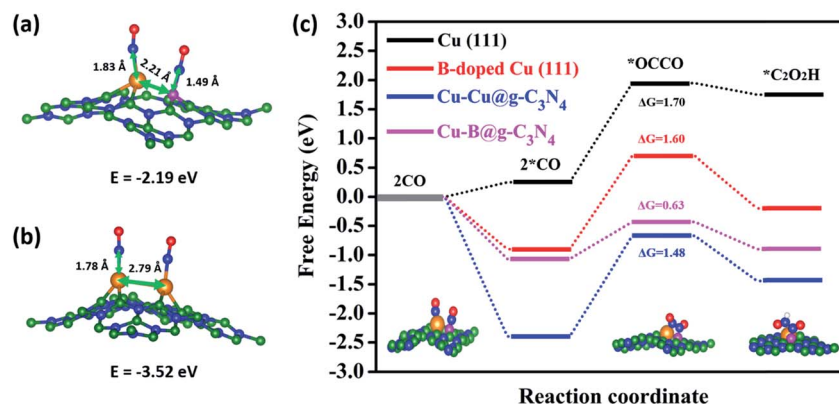 (a)
1.83 Å
2.21 Å
1.49 Å
E = -2.19 eV
(b)
1.78 Å
2.79 Å
E = -3.52 eV
(c)
Free Energy (eV)
3.0
2.5
2.0
1.5
1.0
0.5
0.0
-0.5
-1.0
-1.5
-2.0
-2.5
-3.0
Cu (111)
B-doped Cu (111)
Cu-Cu@g-C₃N₄
Cu-B@g-C₃N₄
2CO
2*CO
*OCCO
*C₂O₂H
ΔG=1.70
ΔG=1.60
ΔG=0.63
ΔG=1.48
Reaction coordinate